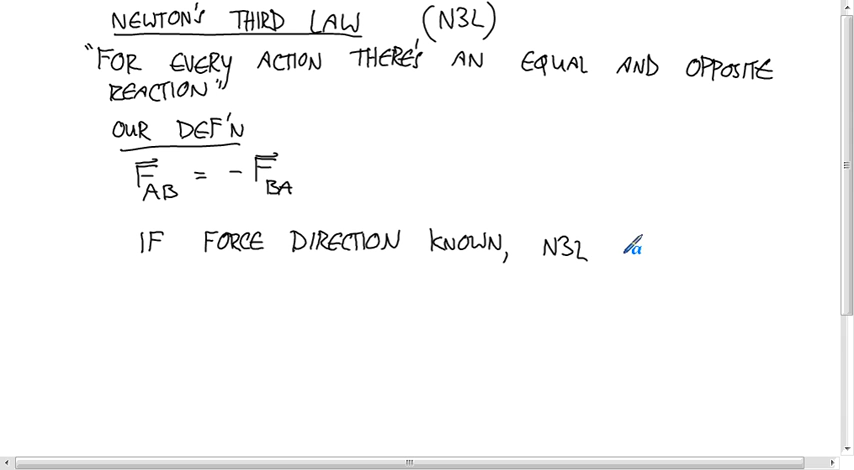 NEWTON'S THIRD LAW (N3L)
"FOR EVERY ACTION THERE'S AN EQUAL AND OPPOSITE
REACTION"
OUR DEF'N
F⃗AB = - F⃗BA
IF FORCE DIRECTION KNOWN, N3L